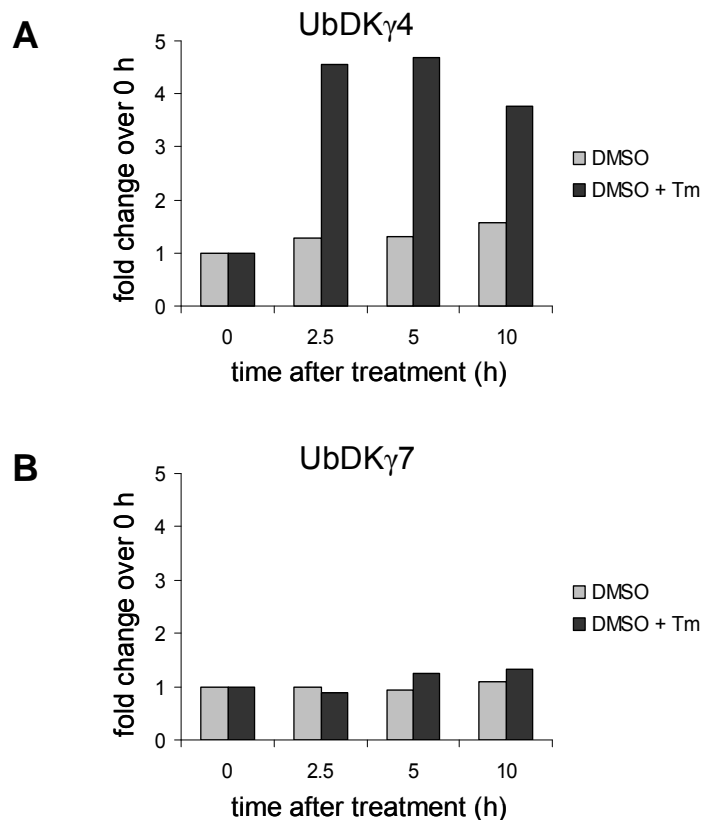 A
UbDKγ4
fold change over 0 h
5
4
3
2
1
0
0 2.5 5 10
time after treatment (h)
DMSO
DMSO + Tm
B
UbDKγ7
fold change over 0 h
5
4
3
2
1
0
0 2.5 5 10
time after treatment (h)
DMSO
DMSO + Tm